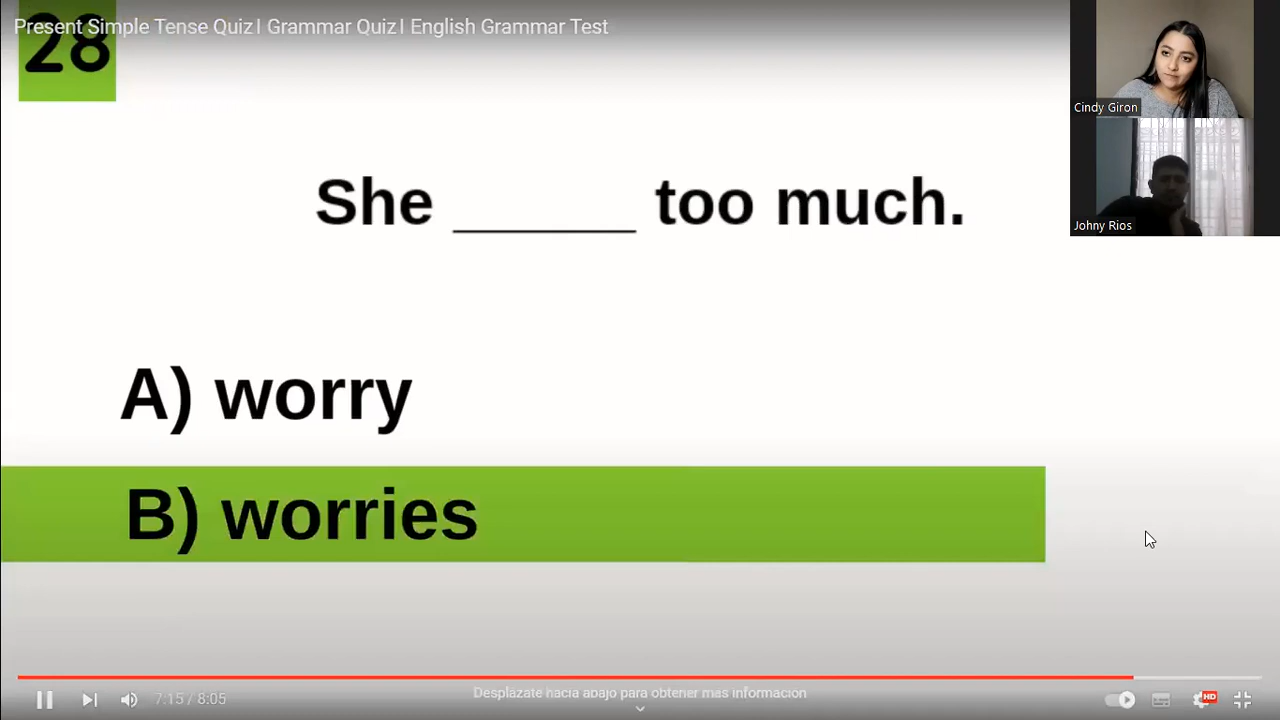 Present Simple Tense Quiz| Grammar Quiz| English Grammar Test
28
Cindy Giron
Johny Rios
She ______ too much.
A) worry
B) worries
7:15 / 8:05
Desplázate hacia abajo para obtener más información
HD